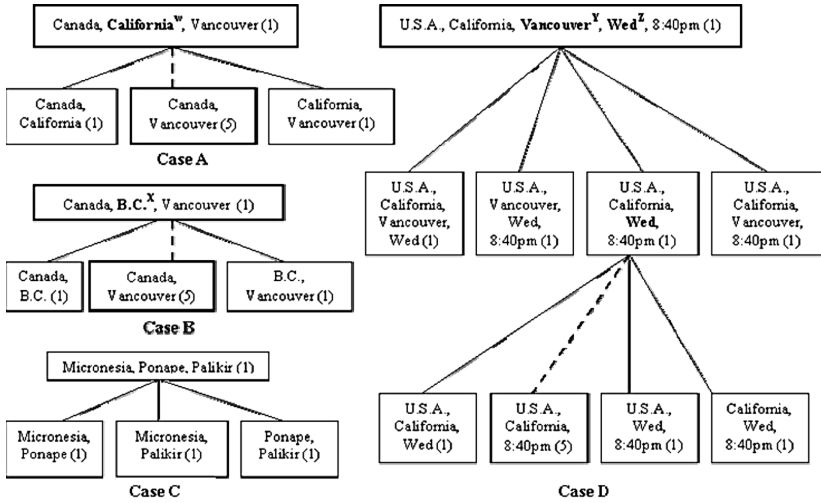 Canada, California^W, Vancouver (1)
Canada,
California (1)
Canada,
Vancouver (5)
California,
Vancouver (1)
Case A
Canada, B.C.^X, Vancouver (1)
Canada,
B.C. (1)
Canada,
Vancouver (5)
B.C.,
Vancouver (1)
Case B
Micronesia, Ponape, Palikir (1)
Micronesia,
Ponape (1)
Micronesia,
Palikir (1)
Ponape,
Palikir (1)
Case C
U.S.A., California, Vancouver^Y, Wed^Z, 8:40pm (1)
U.S.A.,
California,
Vancouver,
Wed (1)
U.S.A.,
Vancouver,
Wed,
8:40pm (1)
U.S.A.,
California,
Wed,
8:40pm (1)
U.S.A.,
California,
Vancouver,
8:40pm (1)
U.S.A.,
California,
Wed (1)
U.S.A.,
California,
8:40pm (5)
U.S.A.,
Wed,
8:40pm (1)
California,
Wed,
8:40pm (1)
Case D